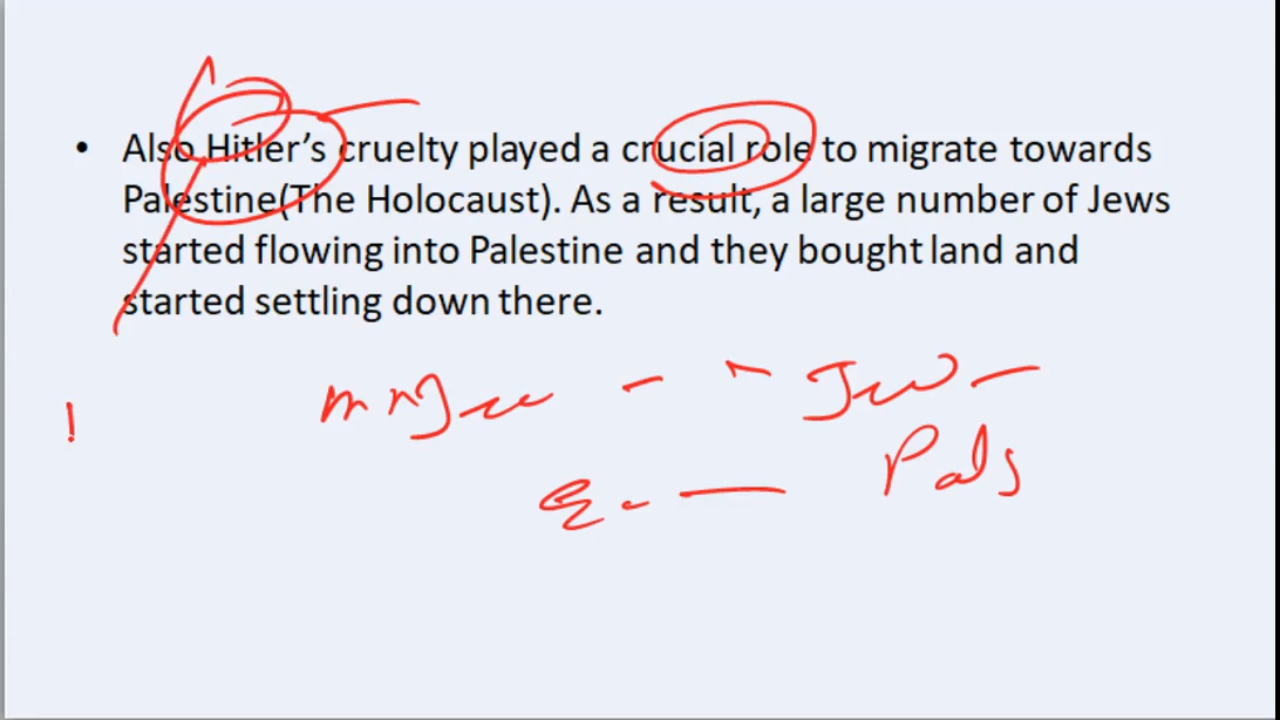 • Also Hitler's cruelty played a crucial role to migrate towards
Palestine(The Holocaust). As a result, a large number of Jews
started flowing into Palestine and they bought land and
started settling down there.
Jew
Pals